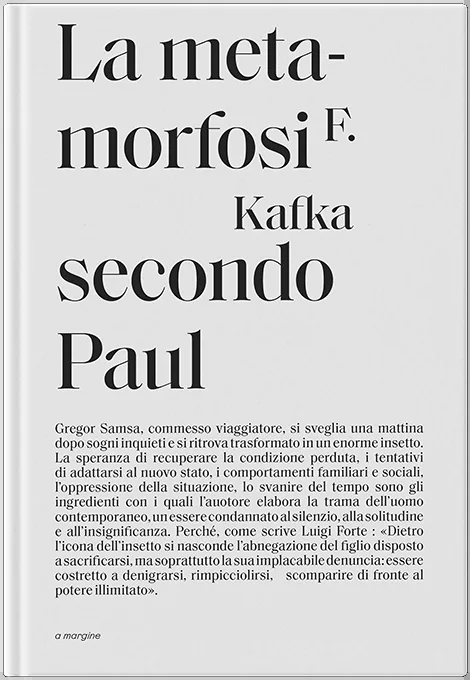 La meta-
morfosi F.
Kafka
secondo
Paul
Gregor Samsa, commesso viaggiatore, si sveglia una mattina
dopo sogni inquieti e si ritrova trasformato in un enorme insetto.
La speranza di recuperare la condizione perduta, i tentativi
di adattarsi al nuovo stato, i comportamenti familiari e sociali,
l'oppressione della situazione, lo svanire del tempo sono gli
ingredienti con i quali l'auotore elabora la trama dell'uomo
contemporaneo, un essere condannato al silenzio, alla solitudine
e all'insignificanza. Perché, come scrive Luigi Forte : «Dietro
l'icona dell'insetto si nasconde l'abnegazione del figlio disposto
a sacrificarsi, ma soprattutto la sua implacabile denuncia: essere
costretto a denigrarsi, rimpicciolirsi, scomparire di fronte al
potere illimitato».
a margine